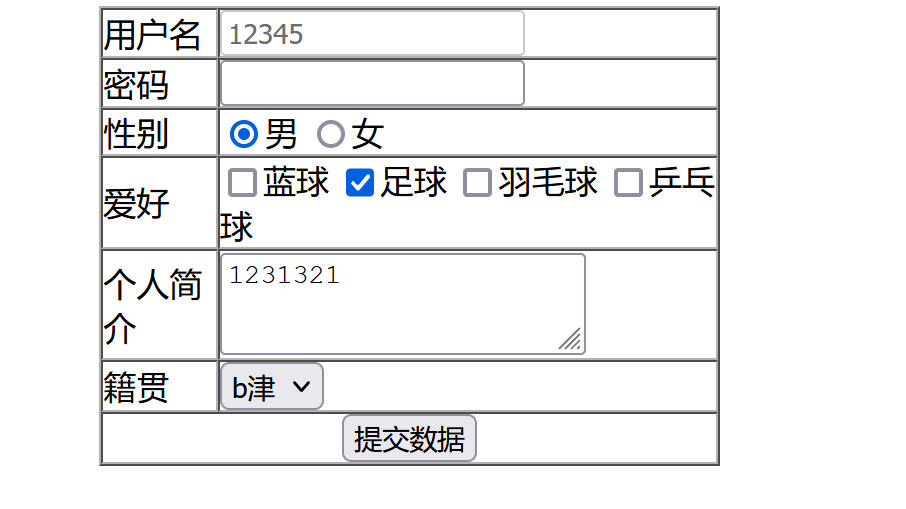 用户名 12345
密码
性别 男 女
爱好 蓝球 足球 羽毛球 乒乓
球
个人简
介
1231321
籍贯 b津
提交数据